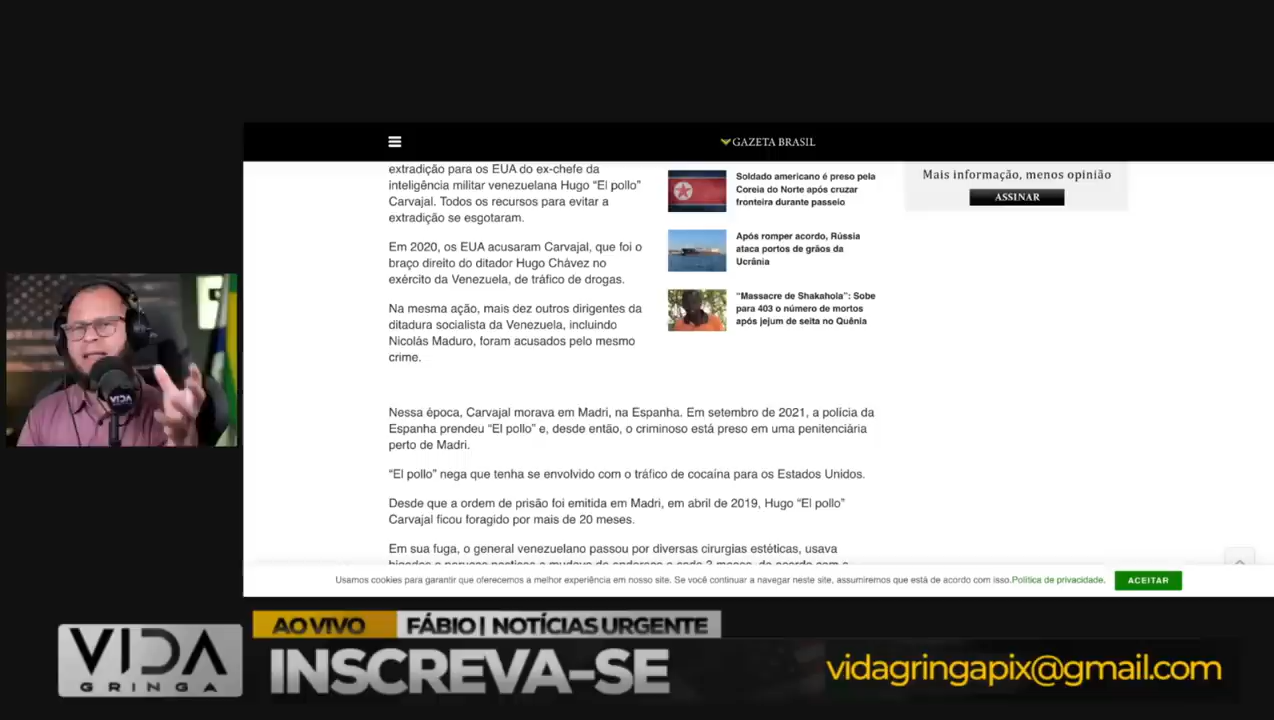 GAZETA BRASIL
extradição para os EUA do ex-chefe da
inteligência militar venezuelana Hugo “El pollo”
Carvajal. Todos os recursos para evitar a
extradição se esgotaram.
Em 2020, os EUA acusaram Carvajal, que foi o
braço direito do ditador Hugo Chávez no
exército da Venezuela, de tráfico de drogas.
Na mesma ação, mais dez outros dirigentes da
ditadura socialista da Venezuela, incluindo
Nicolás Maduro, foram acusados pelo mesmo
crime.
Soldado americano é preso pela
Coreia do Norte após cruzar
fronteira durante passeio
Após romper acordo, Rússia
ataca portos de grãos da
Ucrânia
“Massacre de Shakahola”: Sobe
para 403 o número de mortos
após jejum de seita no Quênia
Mais informação, menos opinião
ASSINAR
Nessa época, Carvajal morava em Madri, na Espanha. Em setembro de 2021, a polícia da
Espanha prendeu “El pollo” e, desde então, o criminoso está preso em uma penitenciária
perto de Madri.
“El pollo” nega que tenha se envolvido com o tráfico de cocaína para os Estados Unidos.
Desde que a ordem de prisão foi emitida em Madri, em abril de 2019, Hugo “El pollo”
Carvajal ficou foragido por mais de 20 meses.
Em sua fuga, o general venezuelano passou por diversas cirurgias estéticas, usava
Usamos cookies para garantir que oferecemos a melhor experiência em nosso site. Se você continuar a navegar neste site, assumiremos que está de acordo com isso.Política de privacidade.
ACEITAR
VIDA
VIDA
GRINGA
AO VIVO
FÁBIO | NOTÍCIAS URGENTE
INSCREVA-SE
vidagringapix@gmail.com